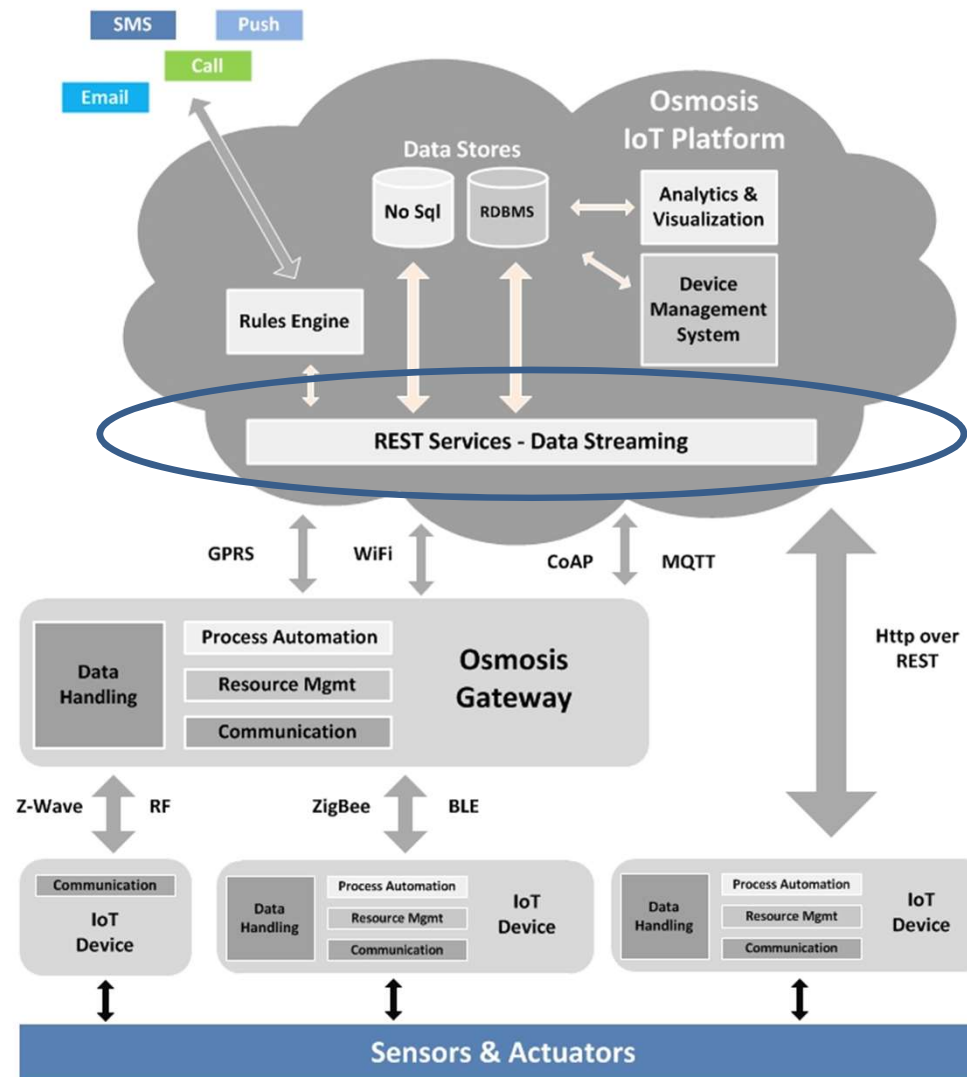 SMS
Push
Call
Email
Osmosis
IoT Platform
Data Stores
No Sql
RDBMS
Analytics &
Visualization
Device
Management
System
Rules Engine
REST Services - Data Streaming
GPRS
WiFi
CoAP
MQTT
Http over
REST
Data
Handling
Process Automation
Resource Mgmt
Communication
Osmosis
Gateway
Z-Wave
RF
ZigBee
BLE
Communication
IoT
Device
Data
Handling
Process Automation
Resource Mgmt
Communication
IoT
Device
Data
Handling
Process Automation
Resource Mgmt
Communication
IoT
Device
Sensors & Actuators